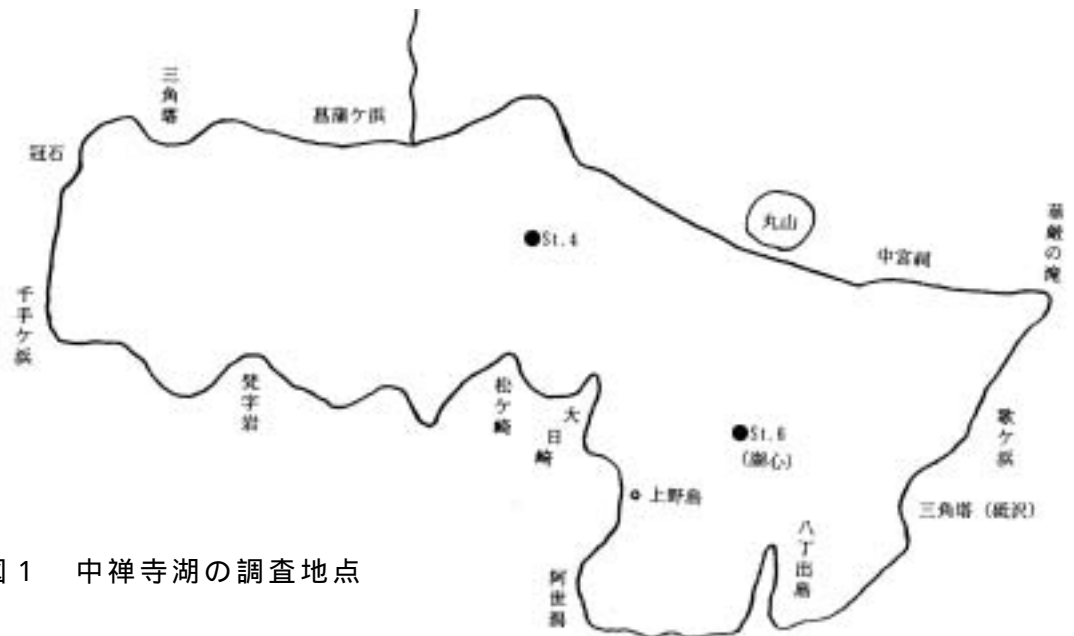 三角塔
菖蒲ケ浜
冠石
St.4
丸山
中宮祠
華厳の滝
千手ケ浜
梵字岩
松ケ崎
大日崎
歌ケ浜
St.6
(湖心)
上野島
三角塔(砥沢)
八丁出島
阿世潟
図1 中禅寺湖の調査地点